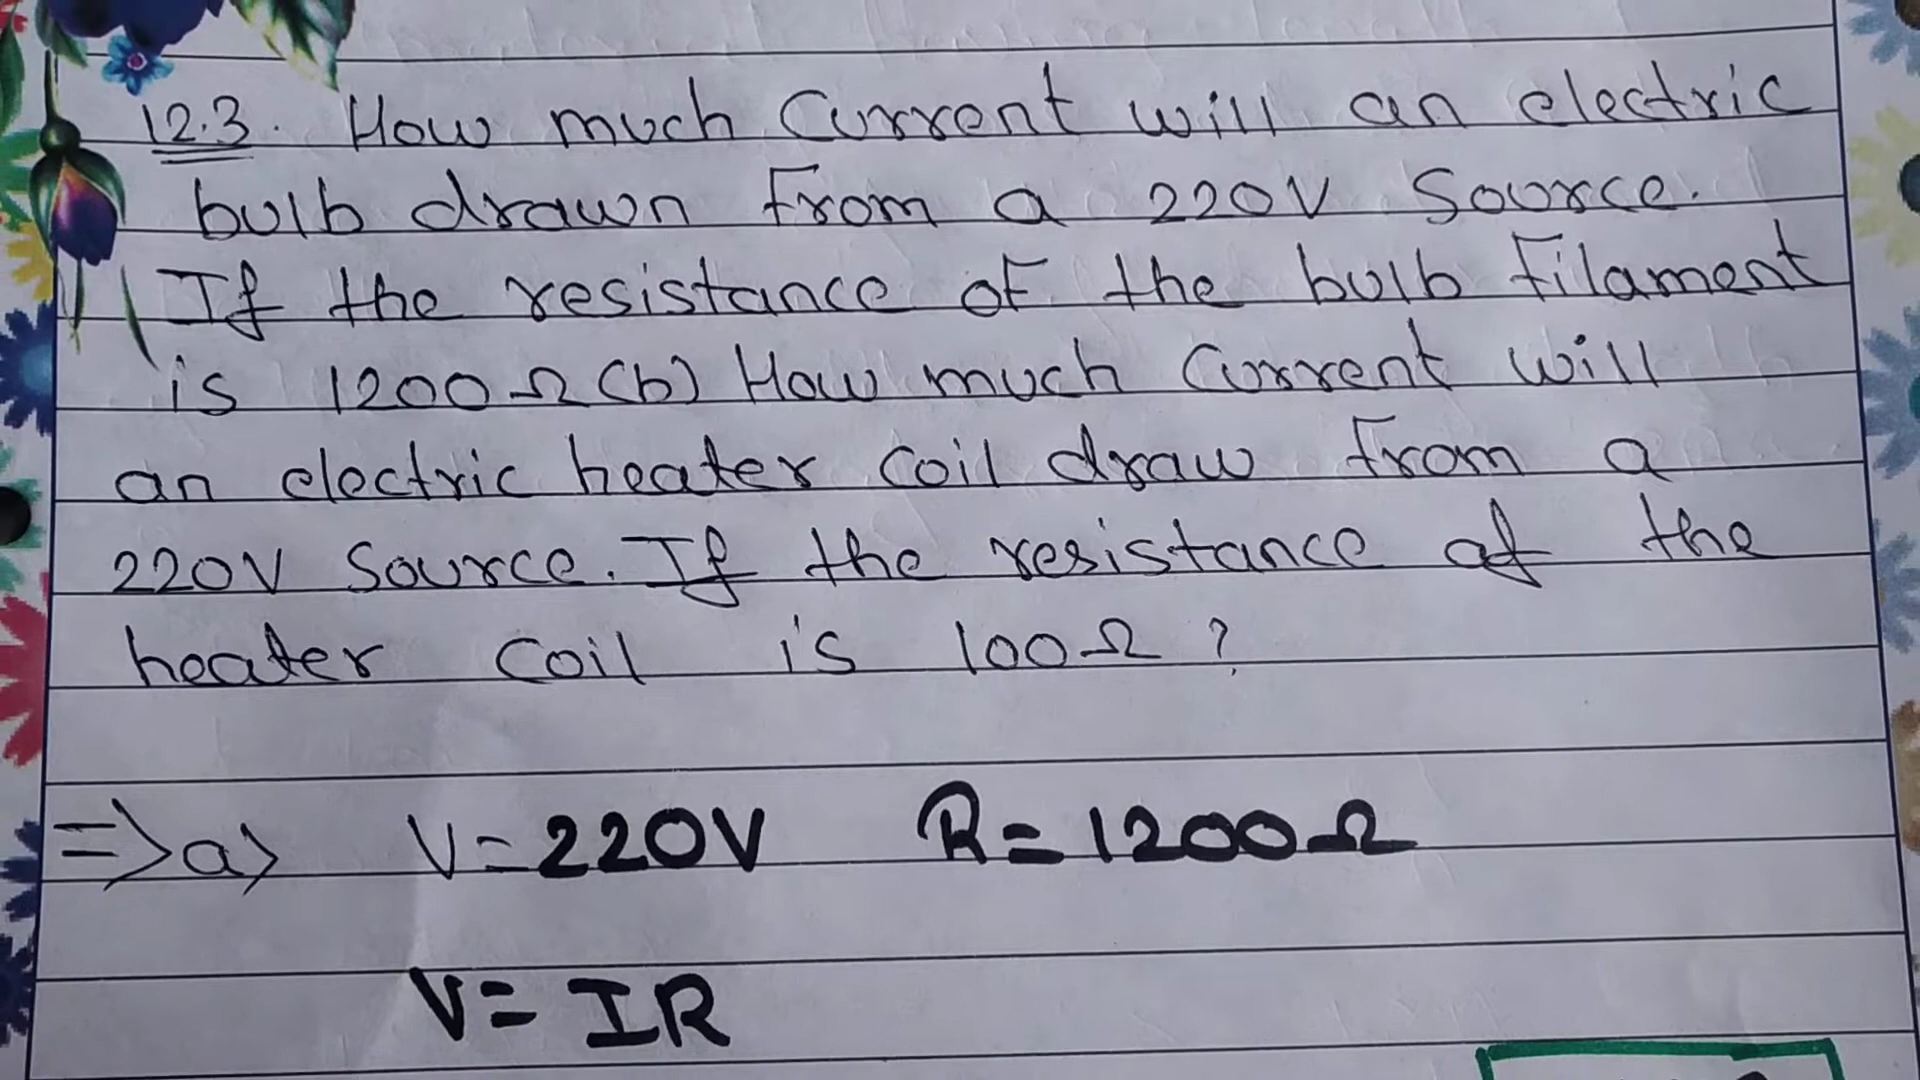 12.3. How much Current will an electric
bulb drawn from a 220V Source.
If the resistance of the bulb filament
is 1200Ω (b) How much Current will
an electric heater coil draw from a
220V Source. If the resistance of the
heater coil is 100Ω ?
=> a> V = 220V R = 1200Ω
V = IR